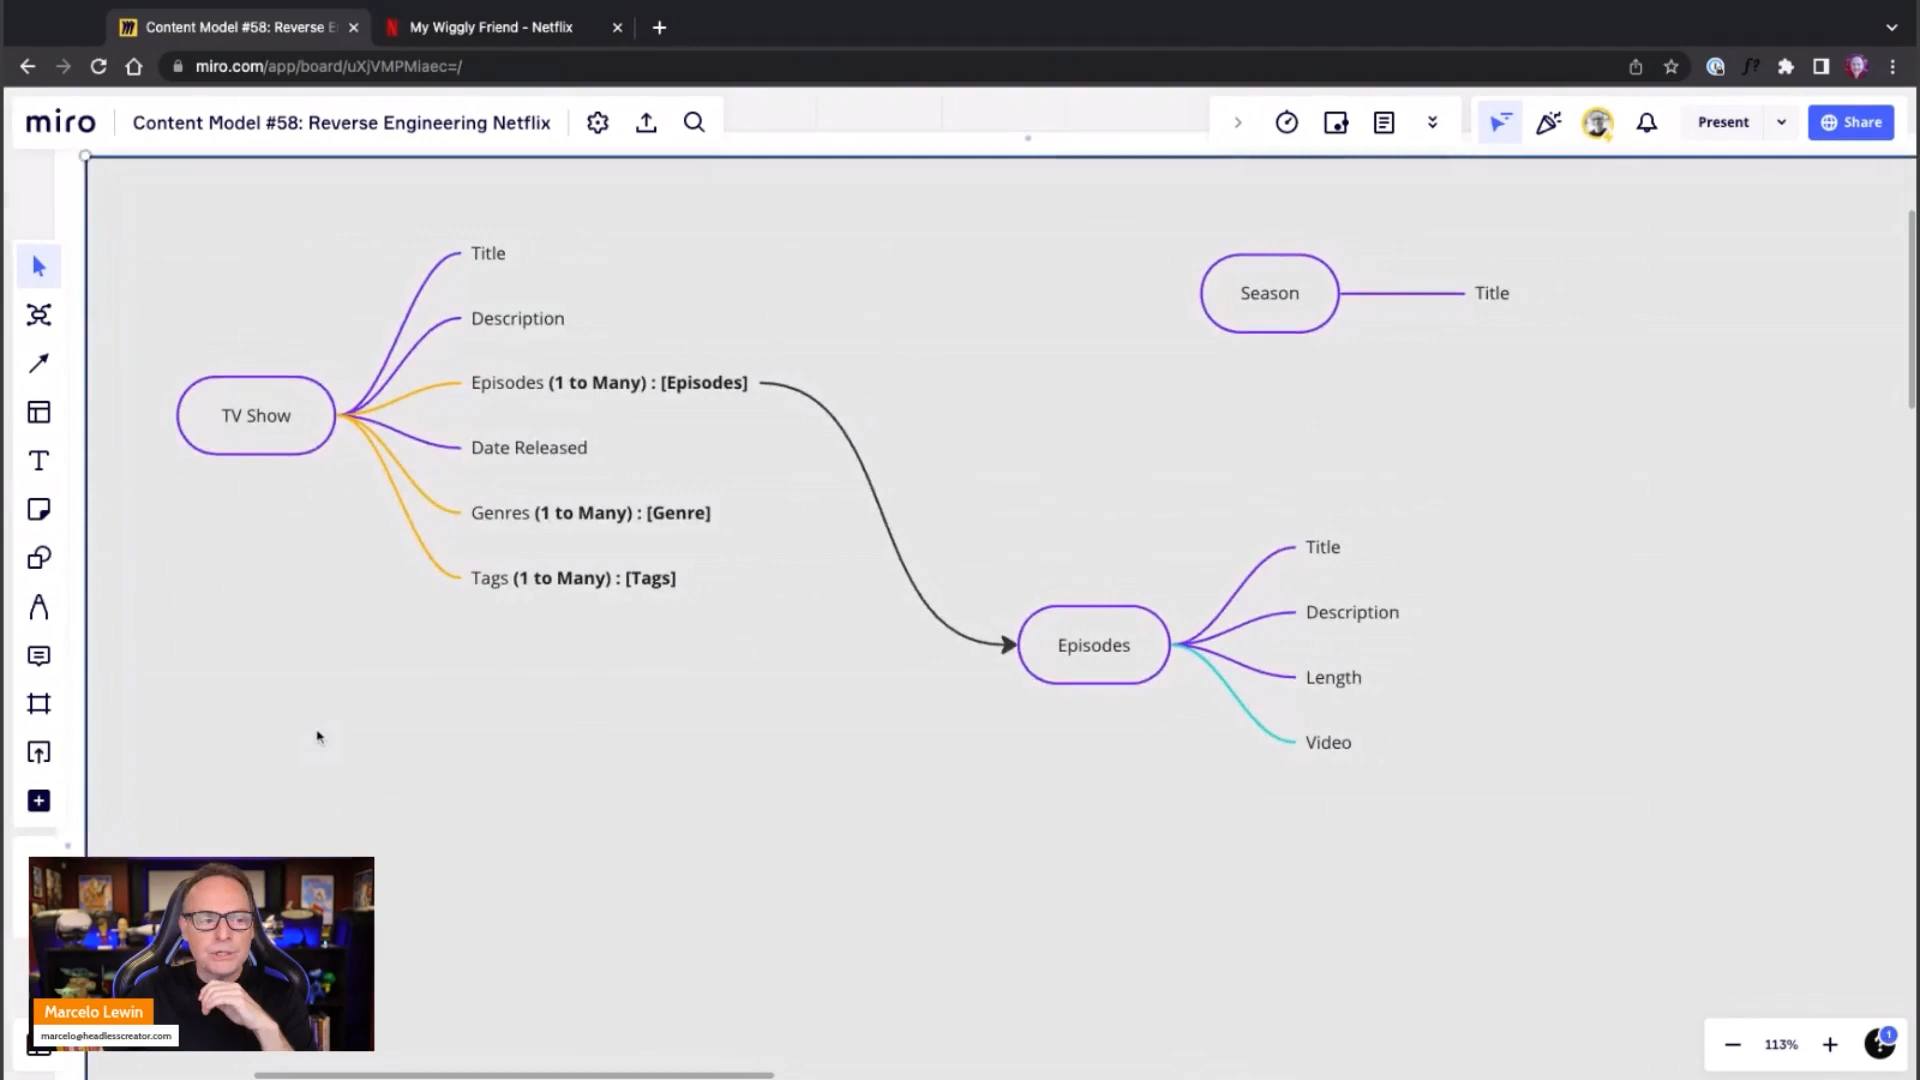 Content Model #58: Reverse E
My Wiggly Friend - Netflix
miro.com/app/board/uXjVMPMiaec=/
miro
Content Model #58: Reverse Engineering Netflix
Present
Share
Title
Description
Episodes (1 to Many) : [Episodes]
TV Show
Date Released
Genres (1 to Many) : [Genre]
Tags (1 to Many) : [Tags]
Season
Title
Title
Description
Episodes
Length
Video
Marcelo Lewin
marcelo@headlesscreator.com
113%
1